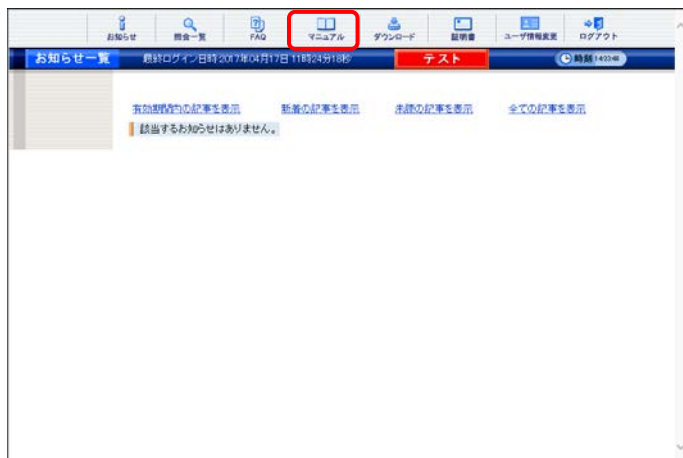 お知らせ 照会一覧 FAQ マニュアル ダウンロード 証明書 ユーザ情報変更 ログアウト
お知らせ一覧 最終ログイン日時:2017年04月17日 11時24分18秒 テスト 時刻
有効期間内の記事を表示 新着の記事を表示 未読の記事を表示 全ての記事を表示
該当するお知らせはありません。